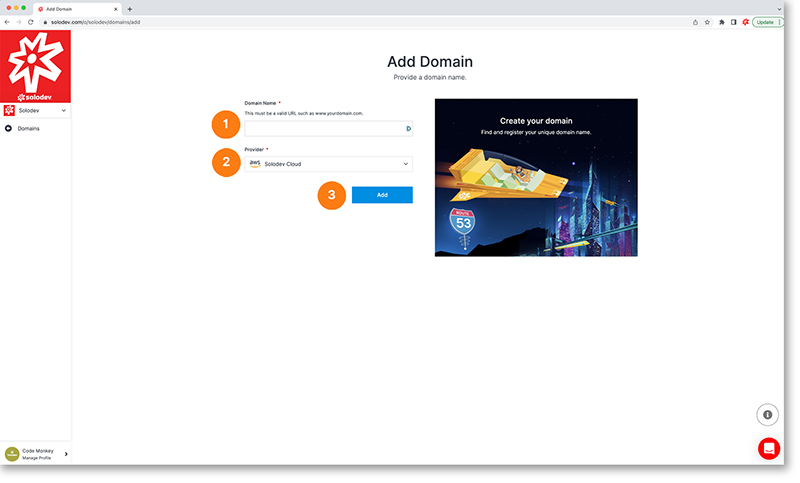 Add Domain
solodev.com/o/solodev/domains/add
Update
solodev
Solodev
Domains
Add Domain
Provide a domain name.
Domain Name *
This must be a valid URL such as www.yourdomain.com.
1
Provider *
2
aws
Solodev Cloud
3
Add
Create your domain
Find and register your unique domain name.
ROUTE
53
Code Monkey
Manage Profile